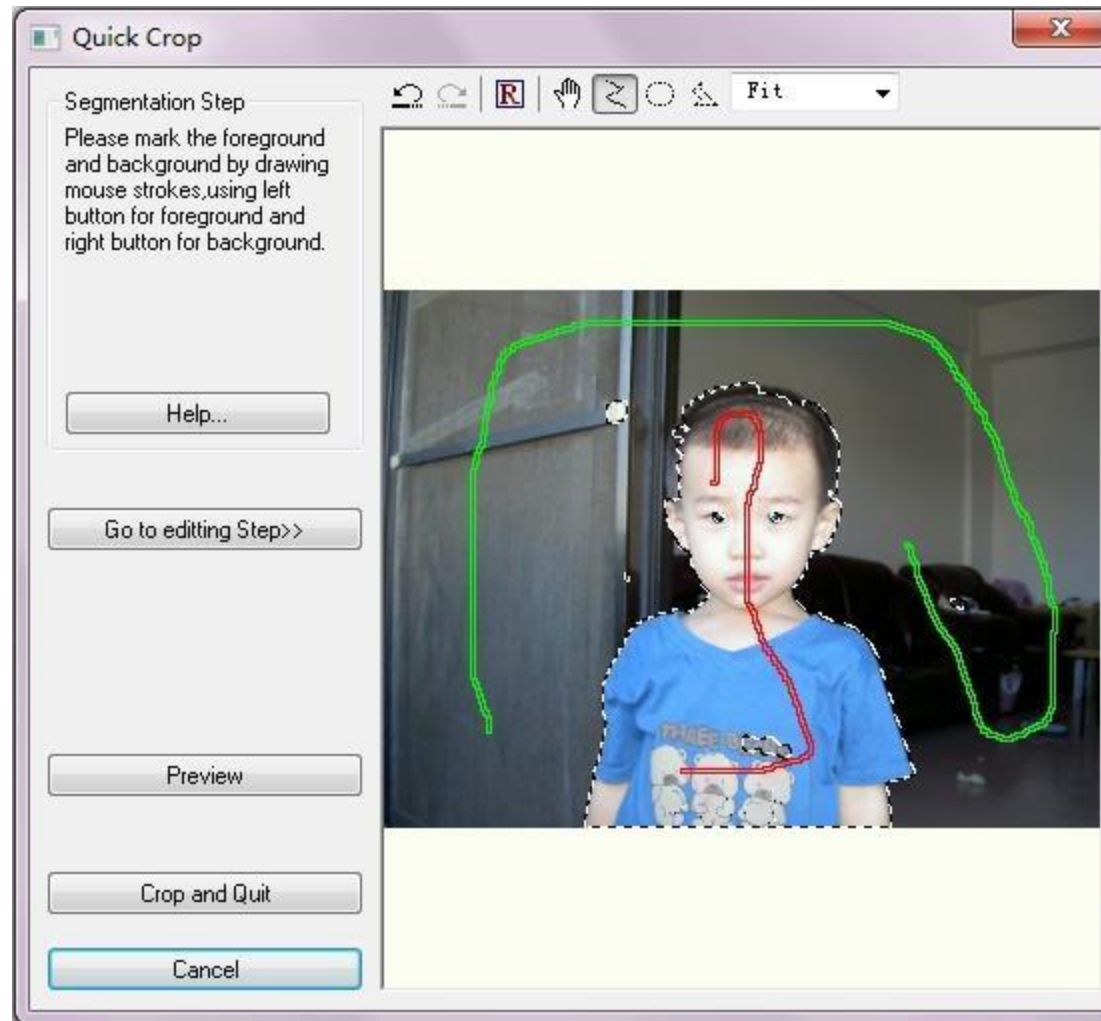 Quick Crop
Segmentation Step
Please mark the foreground
and background by drawing
mouse strokes,using left
button for foreground and
right button for background.
Help...
Go to editting Step>>
Preview
Crop and Quit
Cancel
R
Fit